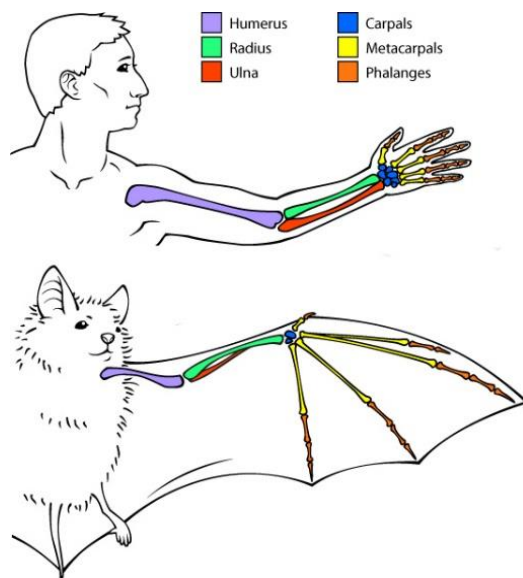 Humerus
Radius
Ulna
Carpals
Metacarpals
Phalanges